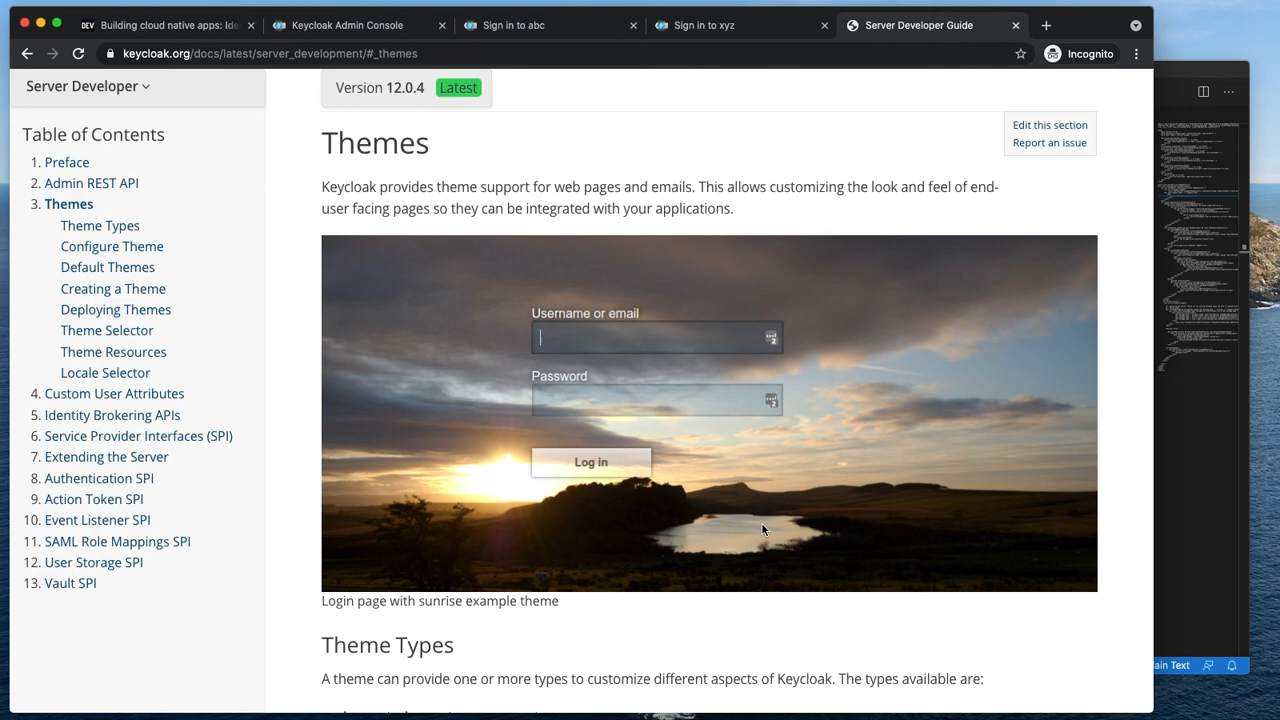 DEV Building cloud native apps: Ide
Keycloak Admin Console
Sign in to abc
Sign in to xyz
Server Developer Guide
keycloak.org/docs/latest/server_development/#_themes
Incognito
Server Developer
Version 12.0.4 Latest
Table of Contents
1. Preface
2. Admin REST API
3. Themes
Theme Types
Configure Theme
Default Themes
Creating a Theme
Deploying Themes
Theme Selector
Theme Resources
Locale Selector
4. Custom User Attributes
5. Identity Brokering APIs
6. Service Provider Interfaces (SPI)
7. Extending the Server
8. Authentication SPI
9. Action Token SPI
10. Event Listener SPI
11. SAML Role Mappings SPI
12. User Storage SPI
13. Vault SPI
Themes
Edit this section
Report an issue
Keycloak provides theme support for web pages and emails. This allows customizing the look and feel of end-
user facing pages so they can be integrated with your applications.
Username or email
Password
Log in
Login page with sunrise example theme
Theme Types
A theme can provide one or more types to customize different aspects of Keycloak. The types available are:
ain Text